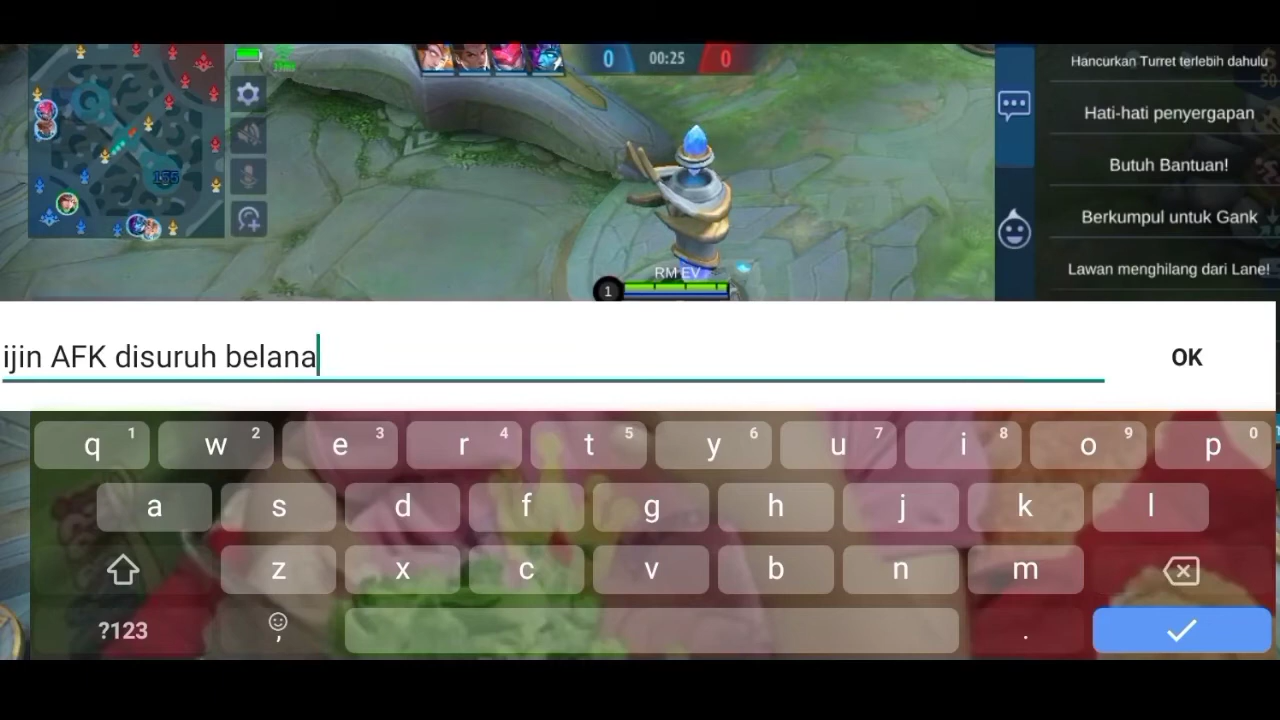 0 00:25 0
155
RM EV
1
Hancurkan Turret terlebih dahulu
Hati-hati penyergapan
Butuh Bantuan!
Berkumpul untuk Gank
Lawan menghilang dari Lane!
ijin AFK disuruh belana
OK
q 1 w 2 e 3 r 4 t 5 y 6 u 7 i 8 o 9 p 0
a s d f g h j k l
z x c v b n m
?123 , .